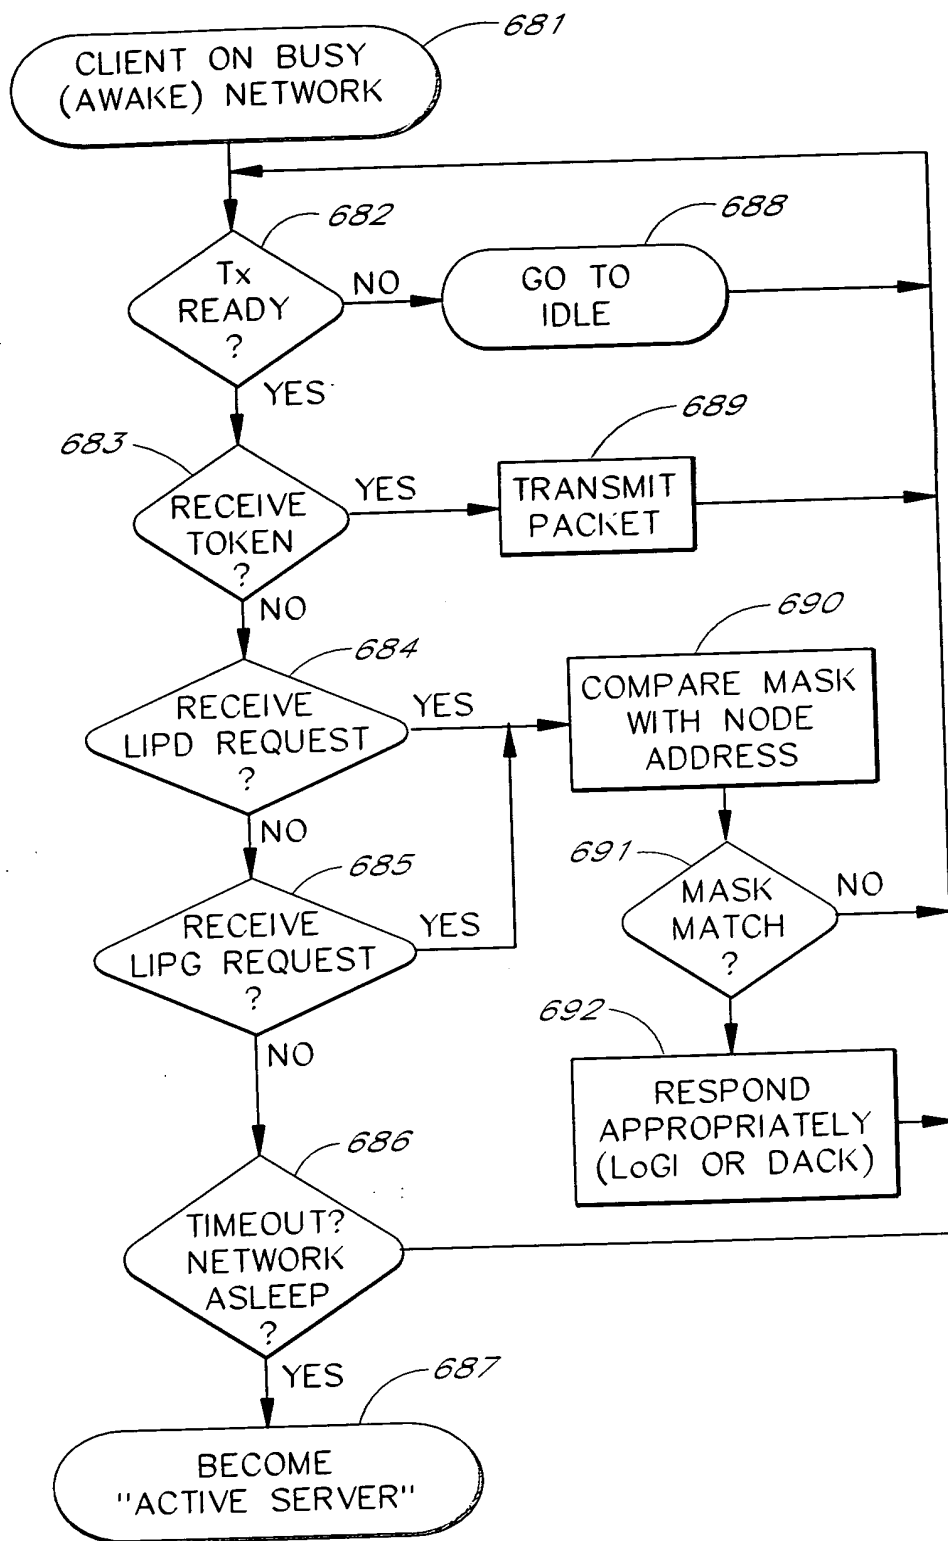 681
CLIENT ON BUSY
(AWAKE) NETWORK
682
Tx
READY
?
NO
688
GO TO
IDLE
YES
683
RECEIVE
TOKEN
?
YES
689
TRANSMIT
PACKET
NO
684
RECEIVE
LIPD REQUEST
?
YES
690
COMPARE MASK
WITH NODE
ADDRESS
NO
685
RECEIVE
LIPG REQUEST
?
YES
691
MASK
MATCH
?
NO
NO
692
RESPOND
APPROPRIATELY
(LoGI OR DACK)
686
TIMEOUT?
NETWORK
ASLEEP
?
YES
687
BECOME
"ACTIVE SERVER"